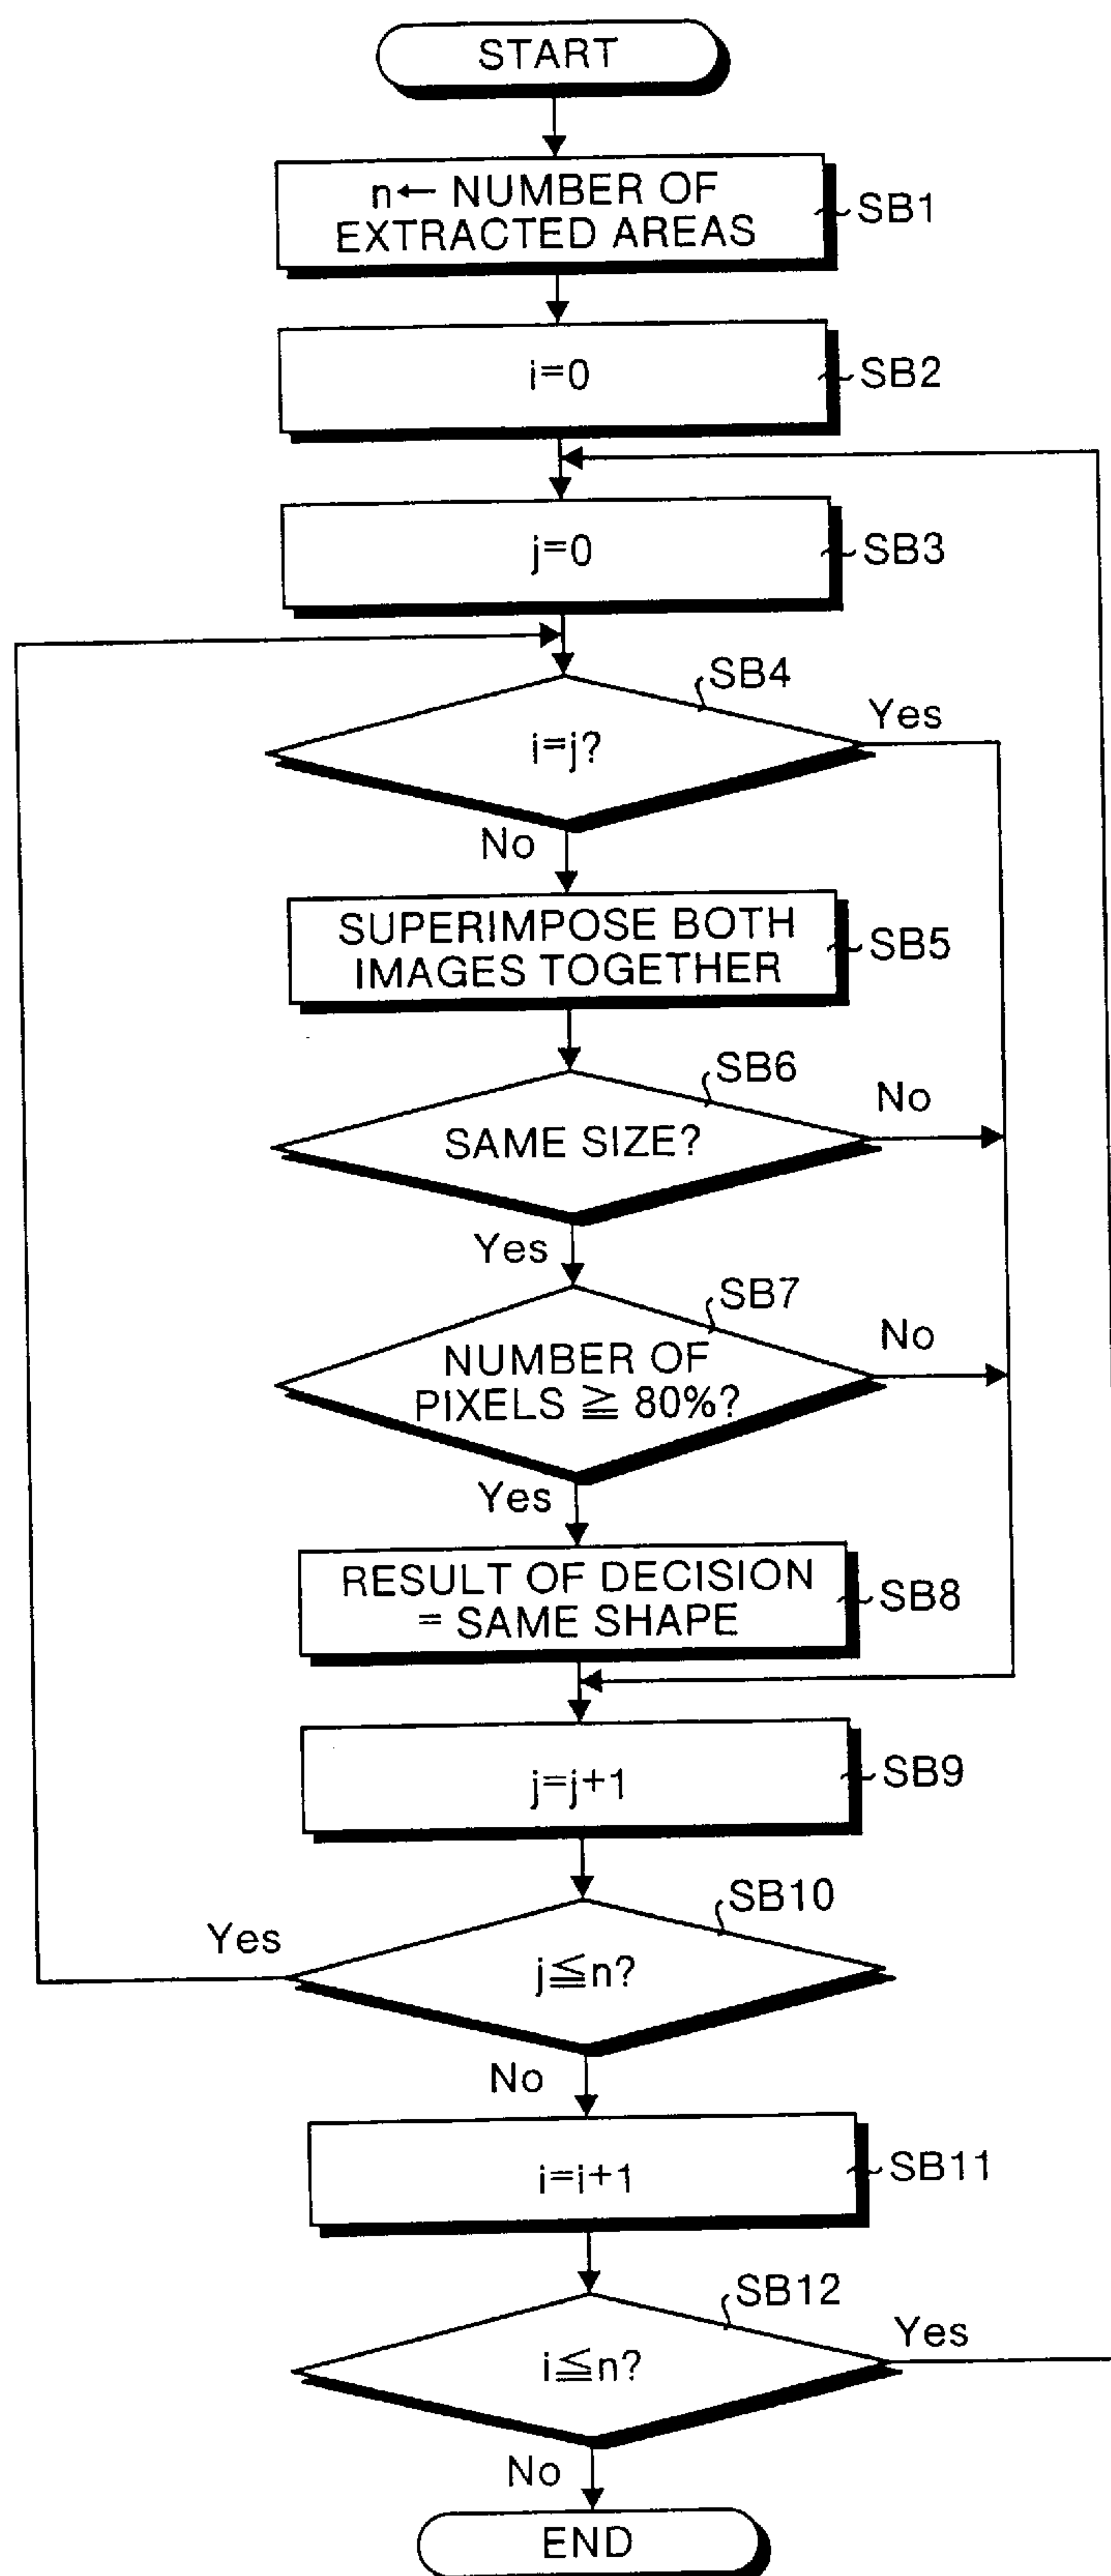 START
n← NUMBER OF
EXTRACTED AREAS
SB1
i=0
SB2
j=0
SB3
SB4
i=j?
Yes
No
SUPERIMPOSE BOTH
IMAGES TOGETHER
SB5
SB6
SAME SIZE?
No
Yes
SB7
NUMBER OF
PIXELS ≧ 80%?
No
Yes
RESULT OF DECISION
= SAME SHAPE
SB8
j=j+1
SB9
SB10
Yes
j≦n?
No
i=i+1
SB11
SB12
i≦n?
Yes
No
END